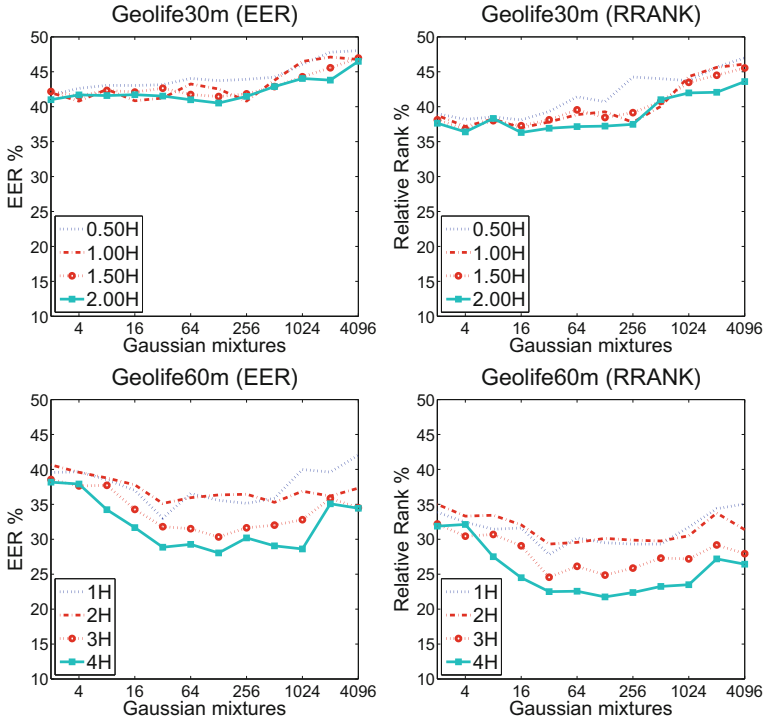 Geolife30m (EER)
50
45
40
35
30
25
20
15
10
EER %
0.50H
1.00H
1.50H
2.00H
4 16 64 256 1024 4096
Gaussian mixtures
Geolife30m (RRANK)
50
45
40
35
30
25
20
15
10
Relative Rank %
0.50H
1.00H
1.50H
2.00H
4 16 64 256 1024 4096
Gaussian mixtures
Geolife60m (EER)
50
45
40
35
30
25
20
15
10
EER %
1H
2H
3H
4H
4 16 64 256 1024 4096
Gaussian mixtures
Geolife60m (RRANK)
50
45
40
35
30
25
20
15
10
Relative Rank %
1H
2H
3H
4H
4 16 64 256 1024 4096
Gaussian mixtures